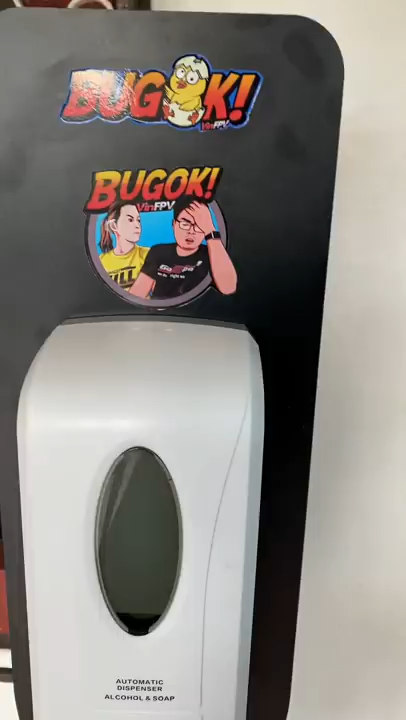 BUGOK!
VinFPV
BUGOK!
VinFPV
AUTOMATIC
DISPENSER
ALCOHOL & SOAP